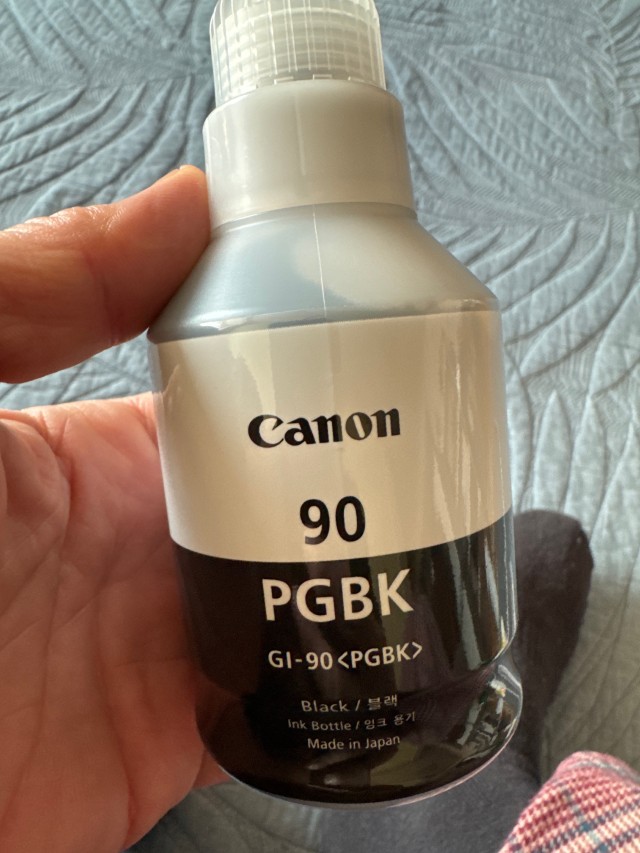 Canon
90
PGBK
GI-90<PGBK>
Black / 블랙
Ink Bottle / 잉크 용기
Made in Japan